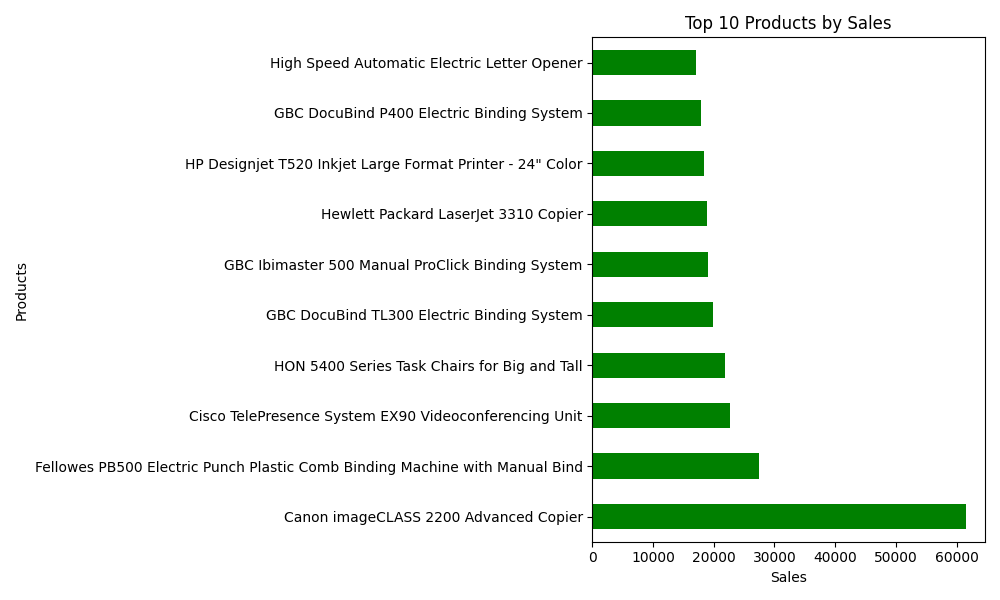 Top 10 Products by Sales
High Speed Automatic Electric Letter Opener
GBC DocuBind P400 Electric Binding System
HP Designjet T520 Inkjet Large Format Printer - 24" Color
Hewlett Packard LaserJet 3310 Copier
GBC Ibimaster 500 Manual ProClick Binding System
GBC DocuBind TL300 Electric Binding System
HON 5400 Series Task Chairs for Big and Tall
Cisco TelePresence System EX90 Videoconferencing Unit
Fellowes PB500 Electric Punch Plastic Comb Binding Machine with Manual Bind
Canon imageCLASS 2200 Advanced Copier
Products
0 10000 20000 30000 40000 50000 60000
Sales